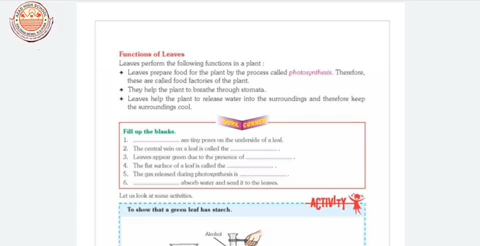 Functions of Leaves
Leaves perform the following functions in a plant :
✦ Leaves prepare food for the plant by the process called photosynthesis. Therefore,
these are called food factories of the plant.
✦ They help the plant to breathe through stomata.
✦ Leaves help the plant to release water into the surroundings and therefore keep
the surroundings cool.
CORNER
Fill up the blanks.
1. .................... are tiny pores on the underside of a leaf.
2. The central vein on a leaf is called the .................... .
3. Leaves appear green due to the presence of .................... .
4. The flat surface of a leaf is called the .................... .
5. The gas released during photosynthesis is .................... .
6. .................... absorb water and send it to the leaves.
Let us look at some activities.
ACTIVITY
To show that a green leaf has starch.
Alcohol